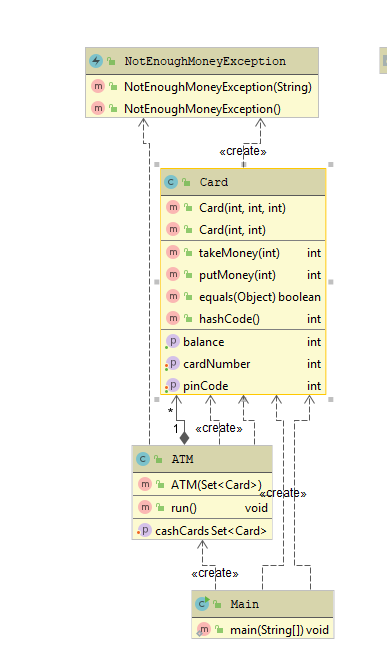 NotEnoughMoneyException
NotEnoughMoneyException(String)
NotEnoughMoneyException()
«create»
Card
Card(int, int, int)
Card(int, int)
takeMoney(int) int
putMoney(int) int
equals(Object) boolean
hashCode() int
balance int
cardNumber int
pinCode int
*
1
«create»
ATM
ATM(Set<Card>)
«create»
run() void
cashCards Set<Card>
«create»
Main
main(String[]) void